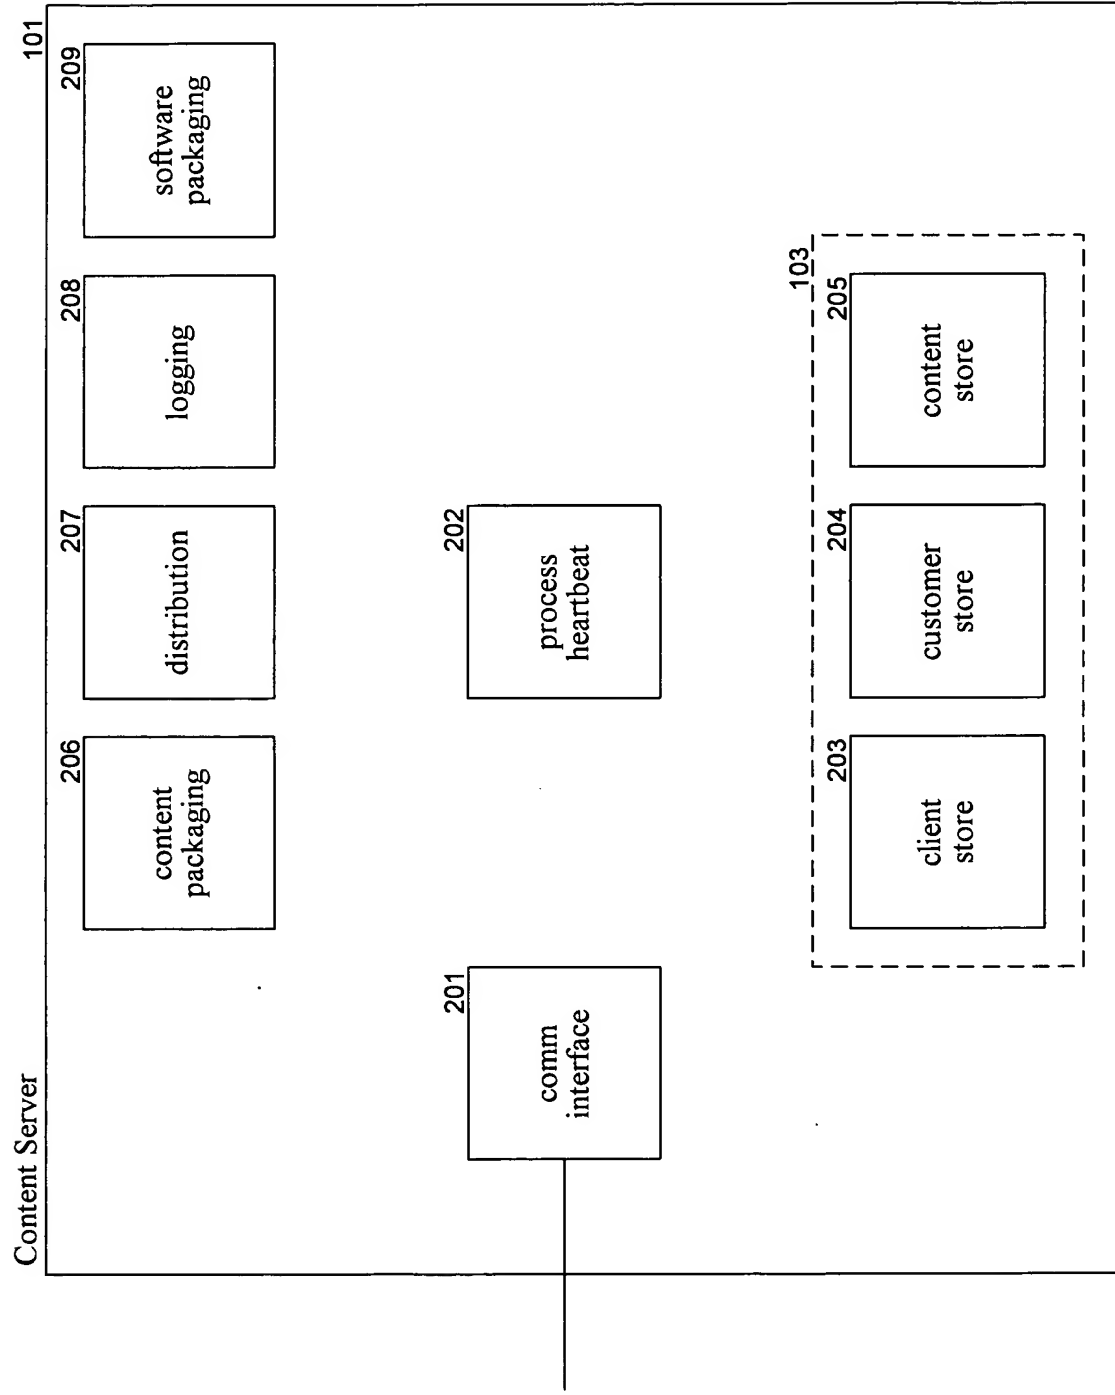 Content Server
101
206
content
packaging
207
distribution
208
logging
209
software
packaging
201
comm
interface
202
process
heartbeat
103
203
client
store
204
customer
store
205
content
store